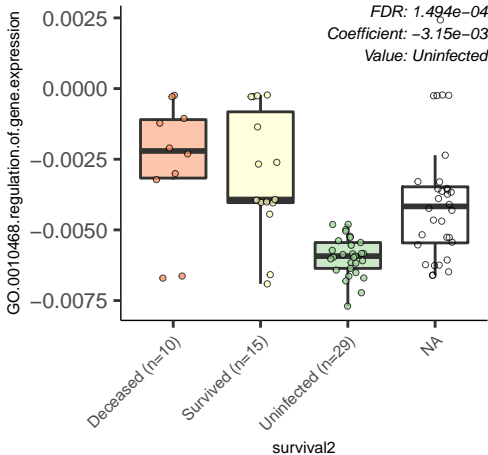 FDR: 1.494e−04
Coefficient: −3.15e−03
Value: Uninfected
GO.0010468.regulation.of.gene.expression
0.0025
0.0000
−0.0025
−0.0050
−0.0075
Deceased (n=10)
Survived (n=15)
Uninfected (n=29)
NA
survival2